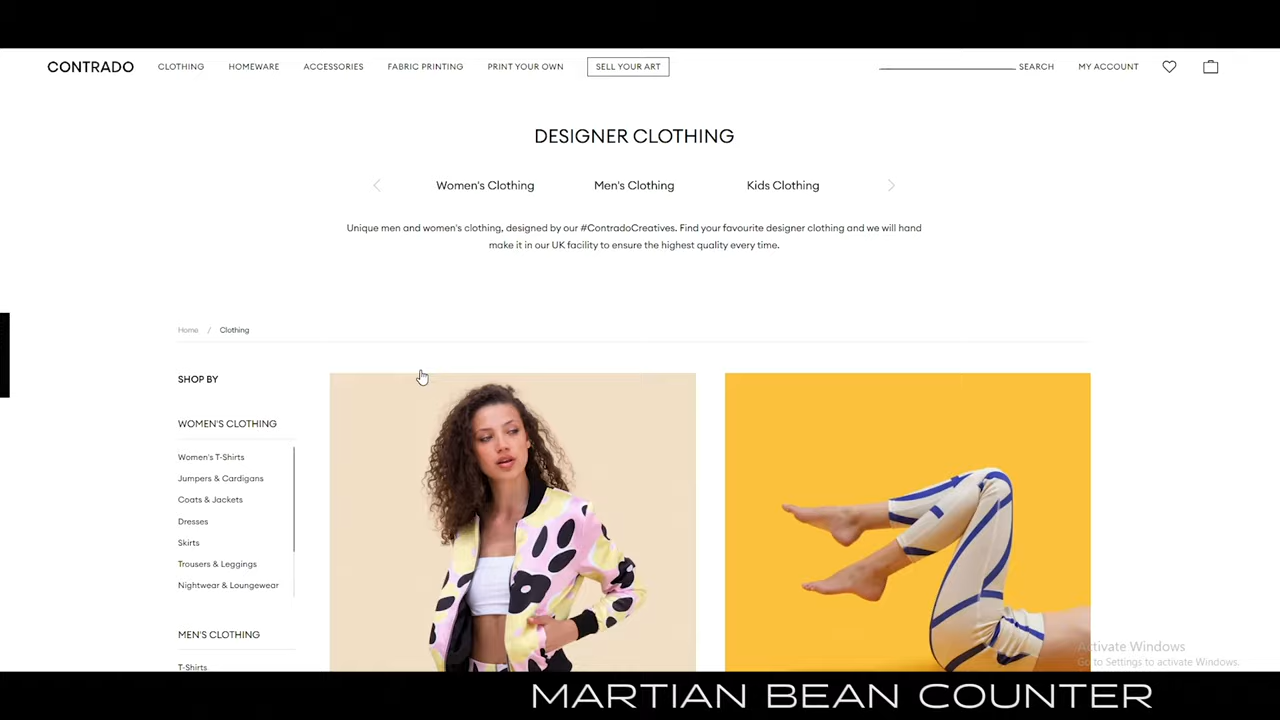 CONTRADO
CLOTHING
HOMEWARE
ACCESSORIES
FABRIC PRINTING
PRINT YOUR OWN
SELL YOUR ART
SEARCH
MY ACCOUNT
DESIGNER CLOTHING
Women's Clothing
Men's Clothing
Kids Clothing
Unique men and women's clothing, designed by our #ContradoCreatives. Find your favourite designer clothing and we will hand
make it in our UK facility to ensure the highest quality every time.
Home / Clothing
SHOP BY
WOMEN'S CLOTHING
Women's T-Shirts
Jumpers & Cardigans
Coats & Jackets
Dresses
Skirts
Trousers & Leggings
Nightwear & Loungewear
MEN'S CLOTHING
T-Shirts
Activate Windows
Go to Settings to activate Windows.
MARTIAN BEAN COUNTER